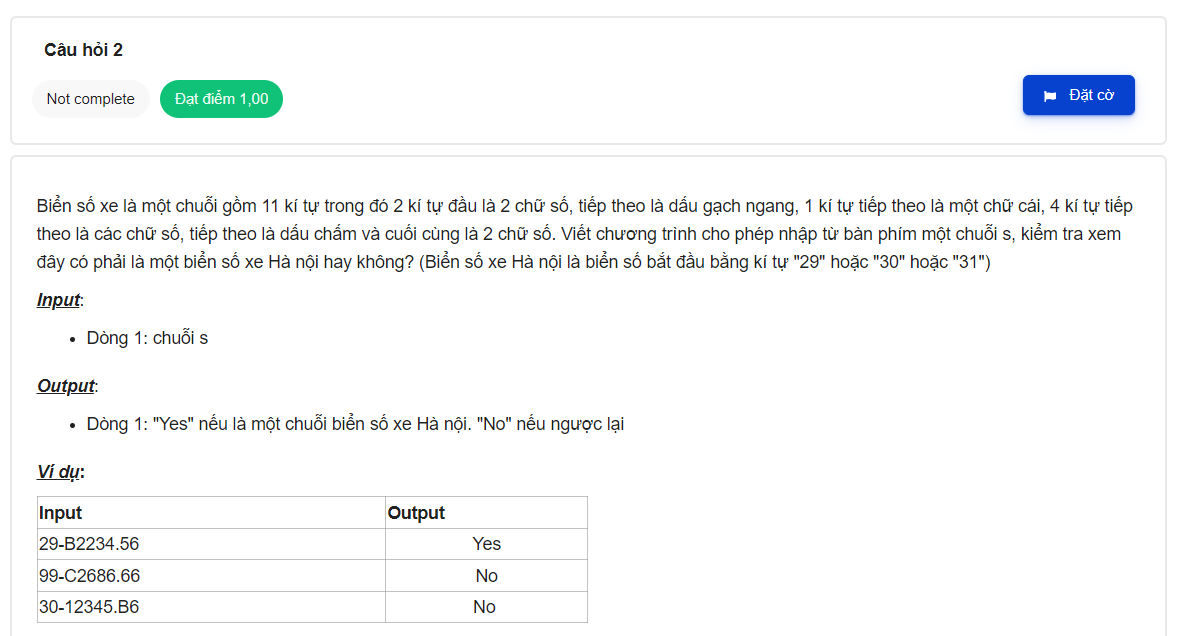 Câu hỏi 2
Not complete
Đạt điểm 1,00
Đặt cờ
Biển số xe là một chuỗi gồm 11 kí tự trong đó 2 kí tự đầu là 2 chữ số, tiếp theo là dấu gạch ngang, 1 kí tự tiếp theo là một chữ cái, 4 kí tự tiếp
theo là các chữ số, tiếp theo là dấu chấm và cuối cùng là 2 chữ số. Viết chương trình cho phép nhập từ bàn phím một chuỗi s, kiểm tra xem
đây có phải là một biển số xe Hà nội hay không? (Biển số xe Hà nội là biển số bắt đầu bằng kí tự "29" hoặc "30" hoặc "31")
Input:
• Dòng 1: chuỗi s
Output:
• Dòng 1: "Yes" nếu là một chuỗi biển số xe Hà nội. "No" nếu ngược lại
Ví dụ:
Input Output
29-B2234.56 Yes
99-C2686.66 No
30-12345.B6 No